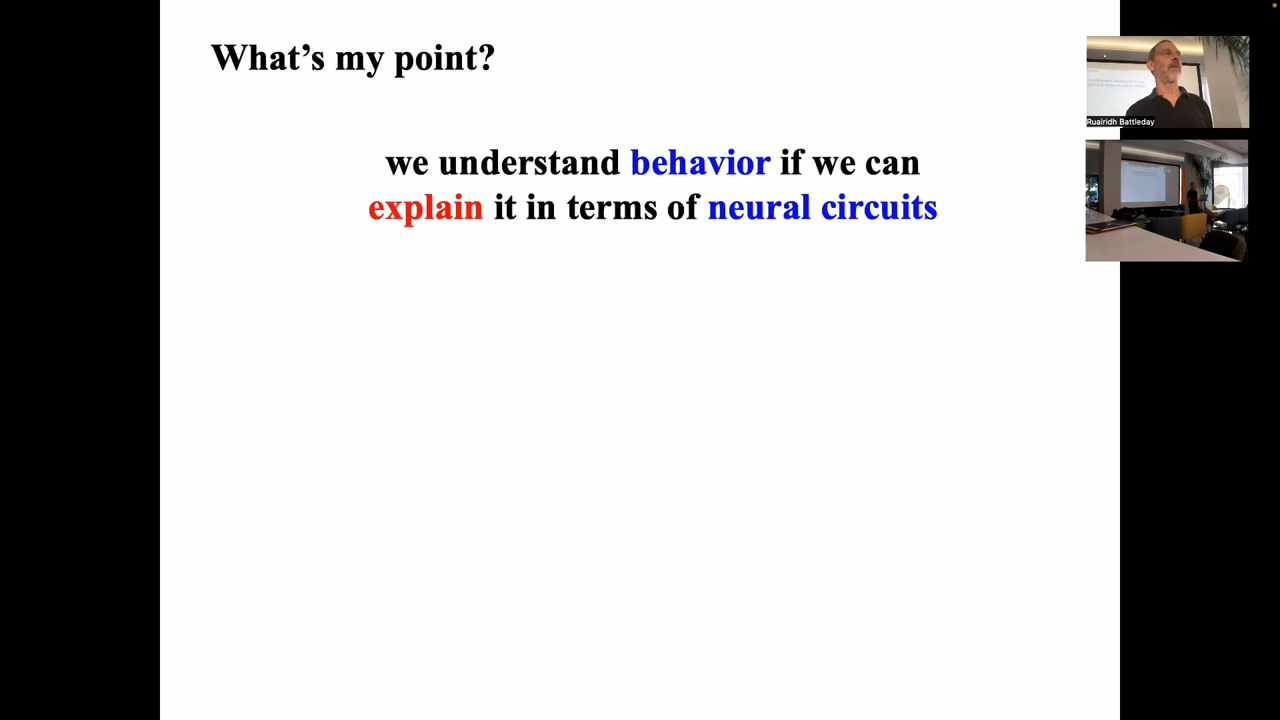 What's my point?
we understand behavior if we can
explain it in terms of neural circuits
Ruairidh Battleday